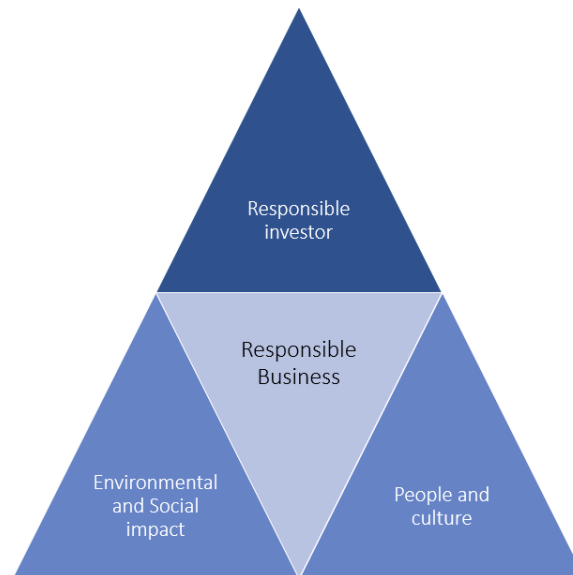 Responsible
investor
Responsible
Business
Environmental
and Social
impact
People and
culture